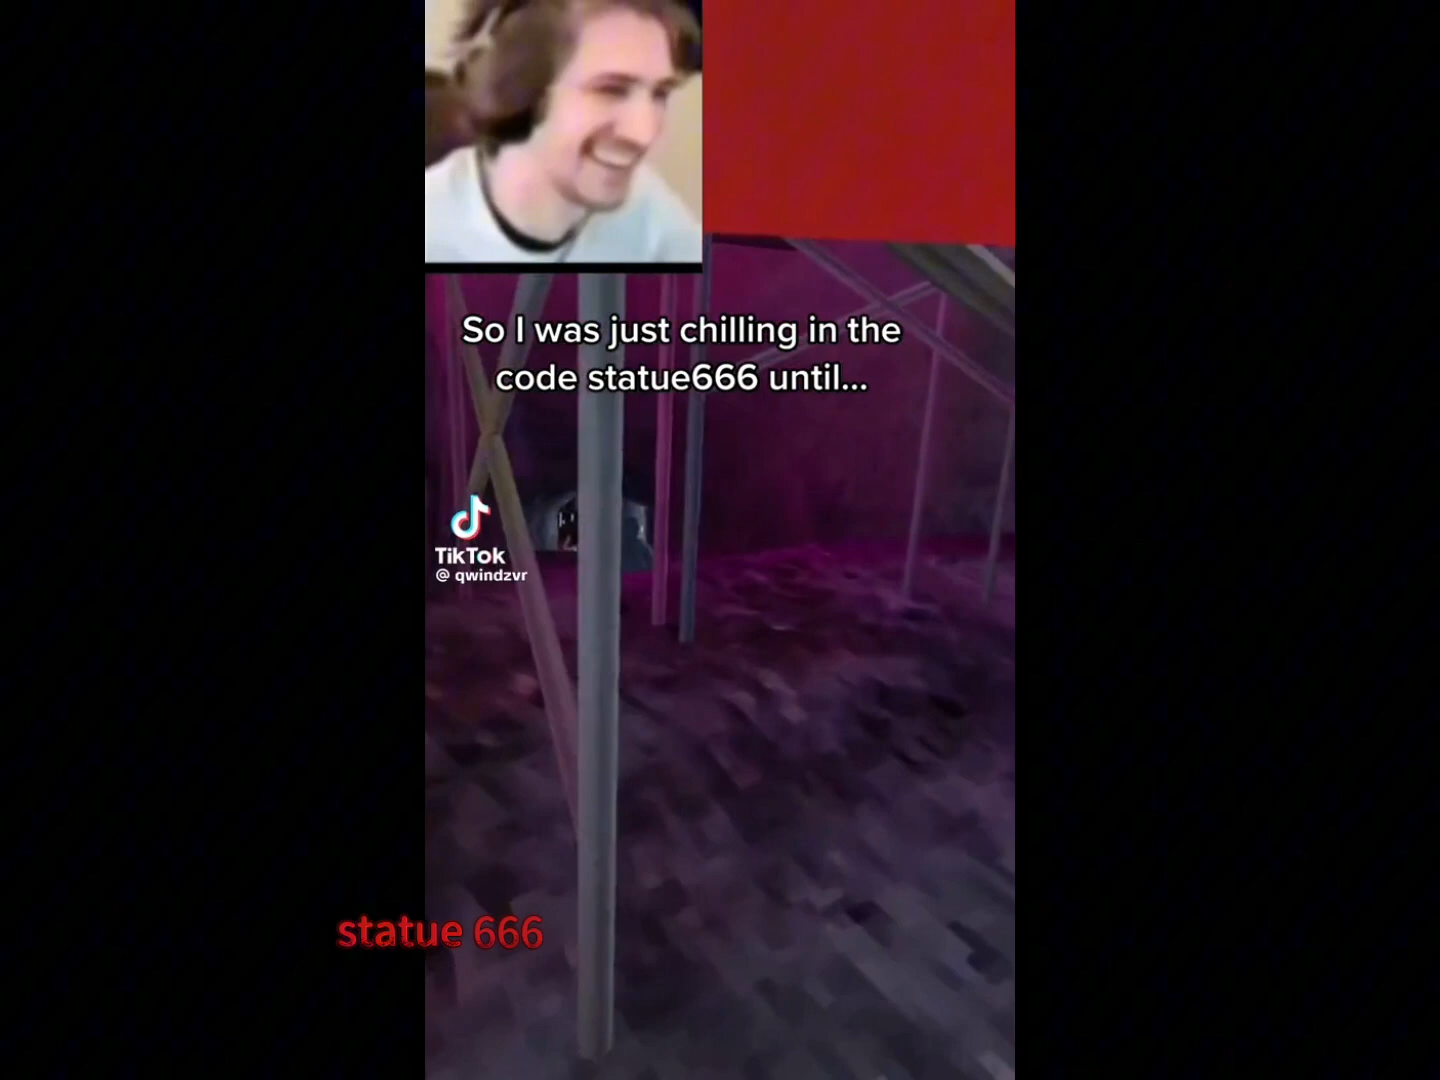 So I was just chilling in the
code statue666 until...
TikTok
@ qwindzvr
statue 666